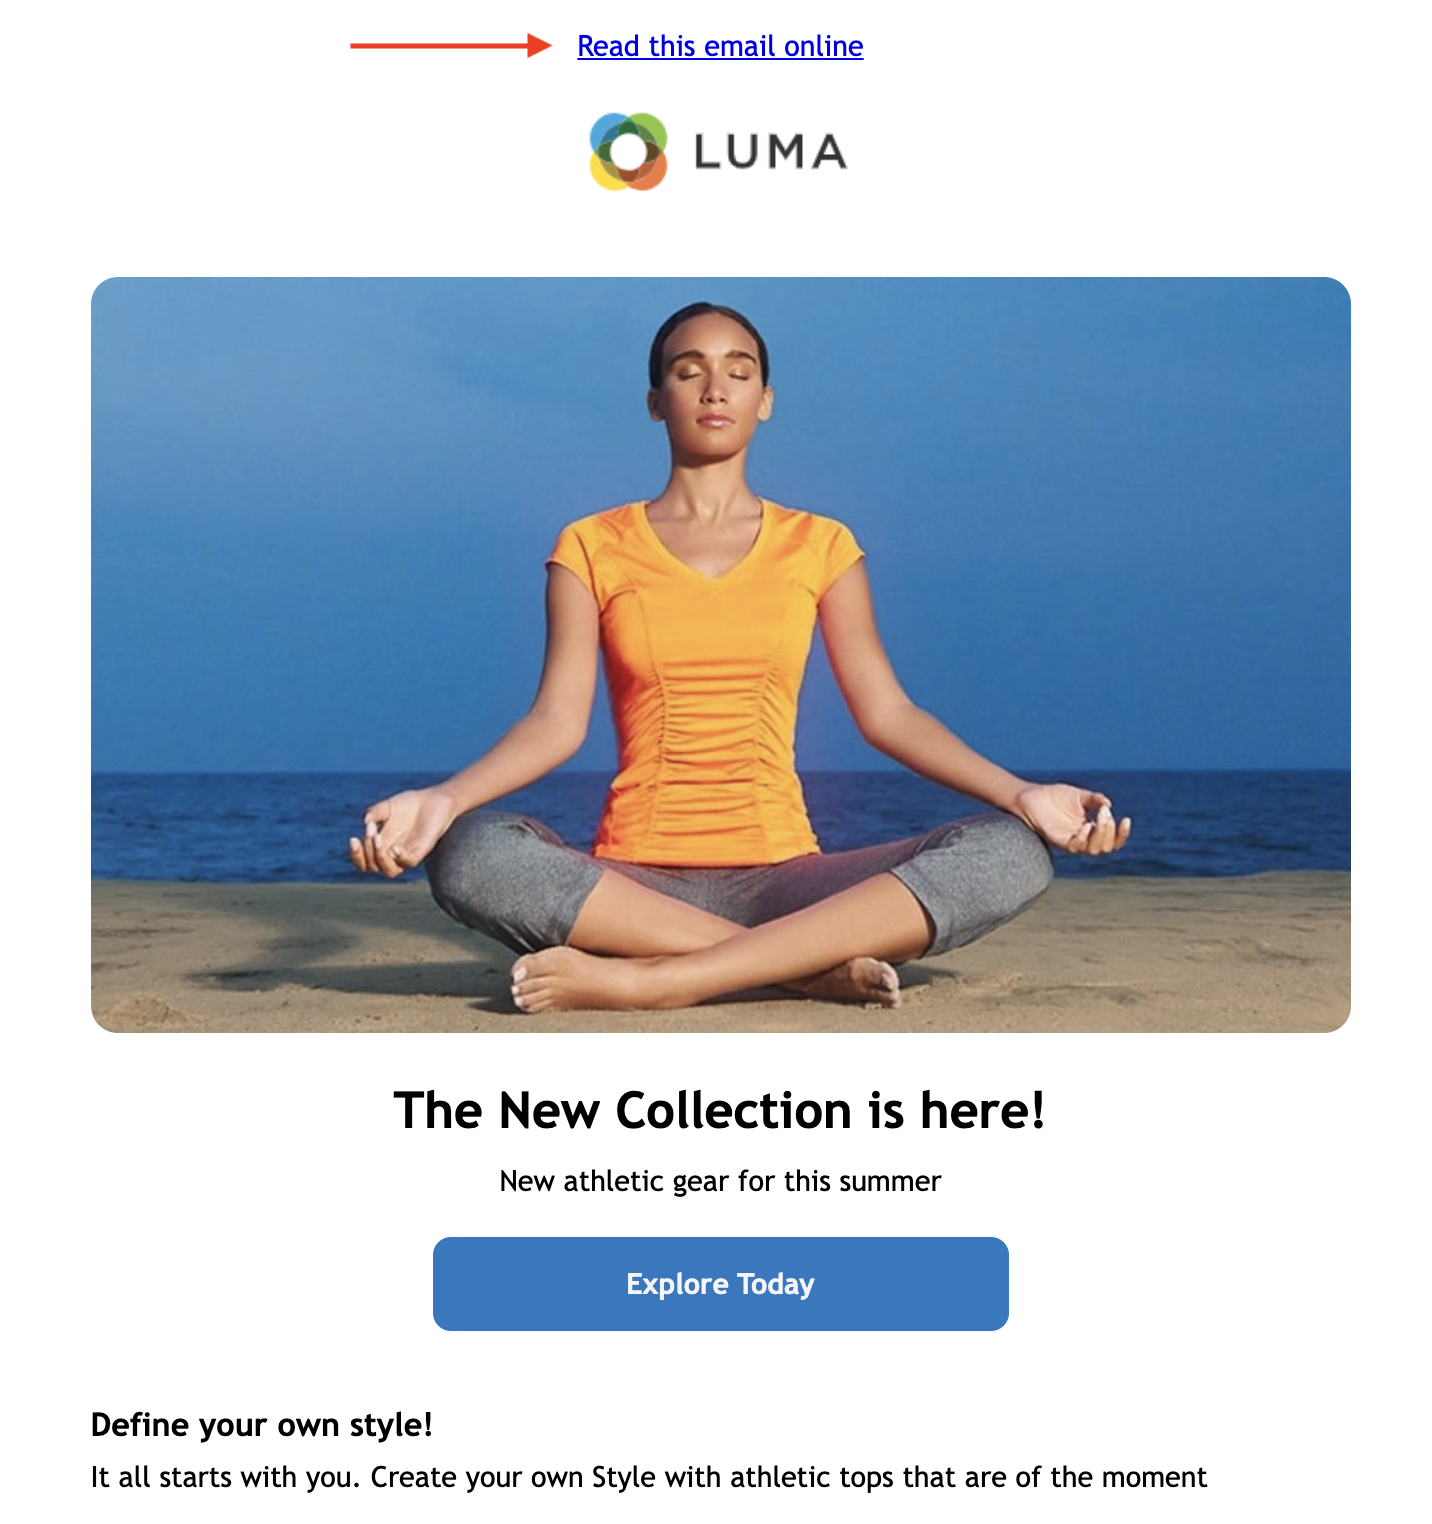 Read this email online
LUMA
The New Collection is here!
New athletic gear for this summer
Explore Today
Define your own style!
It all starts with you. Create your own Style with athletic tops that are of the moment